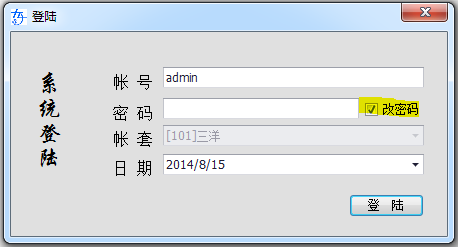 登陆
系统登陆
帐 号 admin
密 码 改密码
帐 套 [101]三洋
日 期 2014/8/15
登 陆